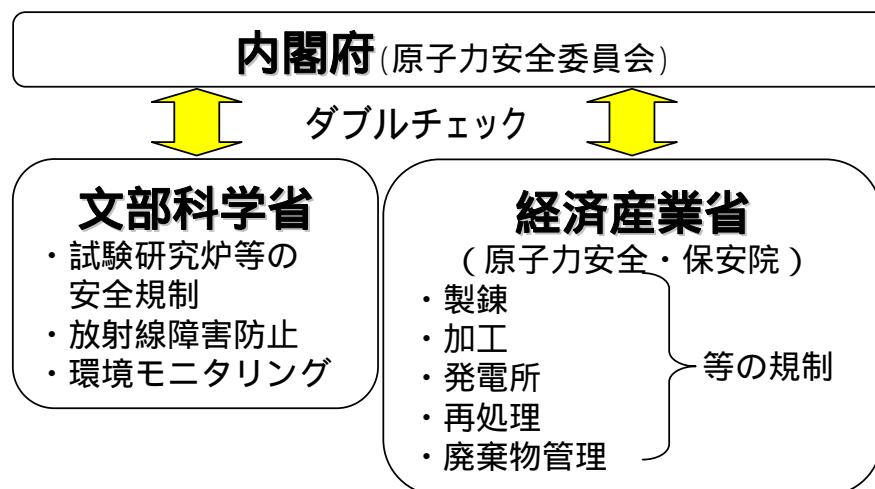 内閣府(原子力安全委員会)
ダブルチェック
文部科学省
・試験研究炉等の
安全規制
・放射線障害防止
・環境モニタリング
経済産業省
(原子力安全・保安院)
・製錬
・加工
・発電所
・再処理
・廃棄物管理
等の規制